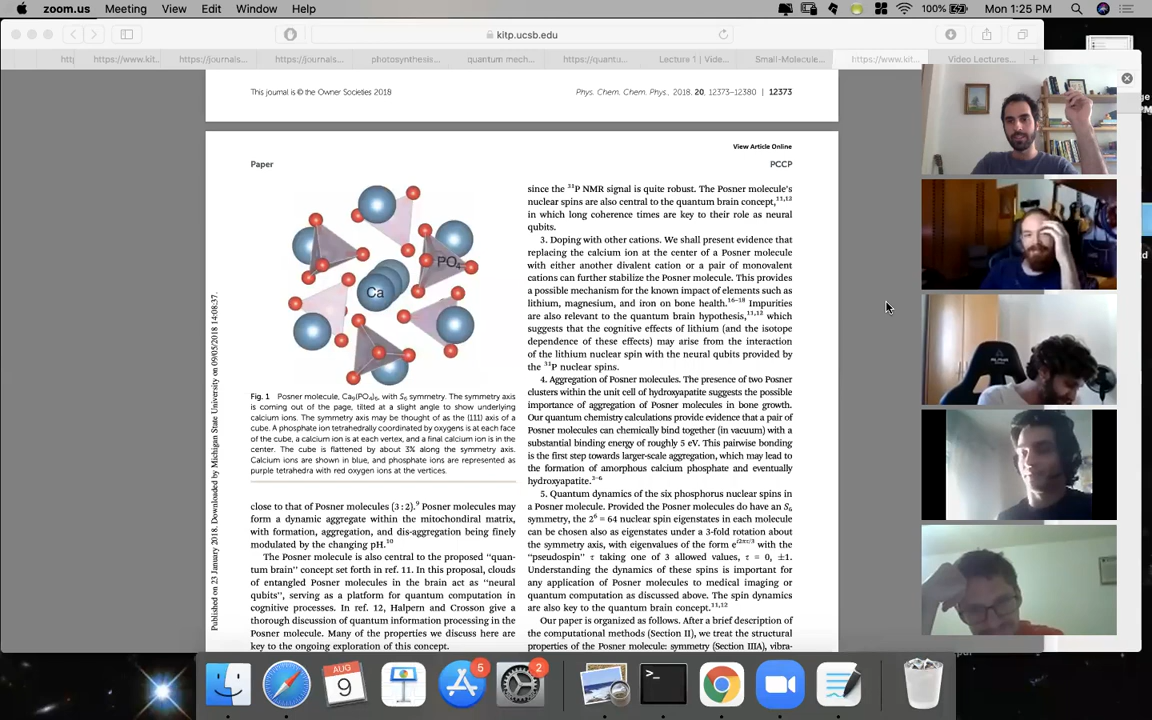 zoom.us Meeting View Edit Window Help 100% Mon 1:25 PM
kitp.ucsb.edu
https://www.kit... https://journals... https://journals... photosynthesis... quantum mech... https://quantu... Lecture 1 | Vide... Small-Molecule... https://www.kit... Video Lectures...
This journal is © the Owner Societies 2018
Phys. Chem. Chem. Phys., 2018, 20, 12373–12380 | 12373
View Article Online
Paper
PCCP
PO4
Ca
Published on 23 January 2018. Downloaded by Michigan State University on 09/05/2018 14:08:37.
Fig. 1 Posner molecule, Ca9(PO4)6, with S6 symmetry. The symmetry axis
is coming out of the page, tilted at a slight angle to show underlying
calcium ions. The symmetry axis may be thought of as the (111) axis of a
cube. A phosphate ion tetrahedrally coordinated by oxygens is at each face
of the cube, a calcium ion is at each vertex, and a final calcium ion is in the
center. The cube is flattened by about 3% along the symmetry axis.
Calcium ions are shown in blue, and phosphate ions are represented as
purple tetrahedra with red oxygen ions at the vertices.
close to that of Posner molecules (3 : 2).9 Posner molecules may
form a dynamic aggregate within the mitochondrial matrix,
with formation, aggregation, and dis-aggregation being finely
modulated by the changing pH.10
The Posner molecule is also central to the proposed “quan-
tum brain” concept set forth in ref. 11. In this proposal, clouds
of entangled Posner molecules in the brain act as “neural
qubits”, serving as a platform for quantum computation in
cognitive processes. In ref. 12, Halpern and Crosson give a
thorough discussion of quantum information processing in the
Posner molecule. Many of the properties we discuss here are
key to the ongoing exploration of this concept.
since the 31P NMR signal is quite robust. The Posner molecule's
nuclear spins are also central to the quantum brain concept,11,12
in which long coherence times are key to their role as neural
qubits.
3. Doping with other cations. We shall present evidence that
replacing the calcium ion at the center of a Posner molecule
with either another divalent cation or a pair of monovalent
cations can further stabilize the Posner molecule. This provides
a possible mechanism for the known impact of elements such as
lithium, magnesium, and iron on bone health.16–18 Impurities
are also relevant to the quantum brain hypothesis,11,12 which
suggests that the cognitive effects of lithium (and the isotope
dependence of these effects) may arise from the interaction
of the lithium nuclear spin with the neural qubits provided by
the 31P nuclear spins.
4. Aggregation of Posner molecules. The presence of two Posner
clusters within the unit cell of hydroxyapatite suggests the possible
importance of aggregation of Posner molecules in bone growth.
Our quantum chemistry calculations provide evidence that a pair of
Posner molecules can chemically bind together (in vacuum) with a
substantial binding energy of roughly 5 eV. This pairwise bonding
is the first step towards larger-scale aggregation, which may lead to
the formation of amorphous calcium phosphate and eventually
hydroxyapatite.2–6
5. Quantum dynamics of the six phosphorus nuclear spins in
a Posner molecule. Provided the Posner molecules do have an S6
symmetry, the 2^6 = 64 nuclear spin eigenstates in each molecule
can be chosen also as eigenstates under a 3-fold rotation about
the symmetry axis, with eigenvalues of the form e^i2πτ/3 with the
“pseudospin” τ taking one of 3 allowed values, τ = 0, ±1.
Understanding the dynamics of these spins is important for
any application of Posner molecules to medical imaging or
quantum computation as discussed above. The spin dynamics
are also key to the quantum brain concept.11,12
Our paper is organized as follows. After a brief description of
the computational methods (Section II), we treat the structural
properties of the Posner molecule: symmetry (Section IIIA), vibra-
AUG
9
5
2